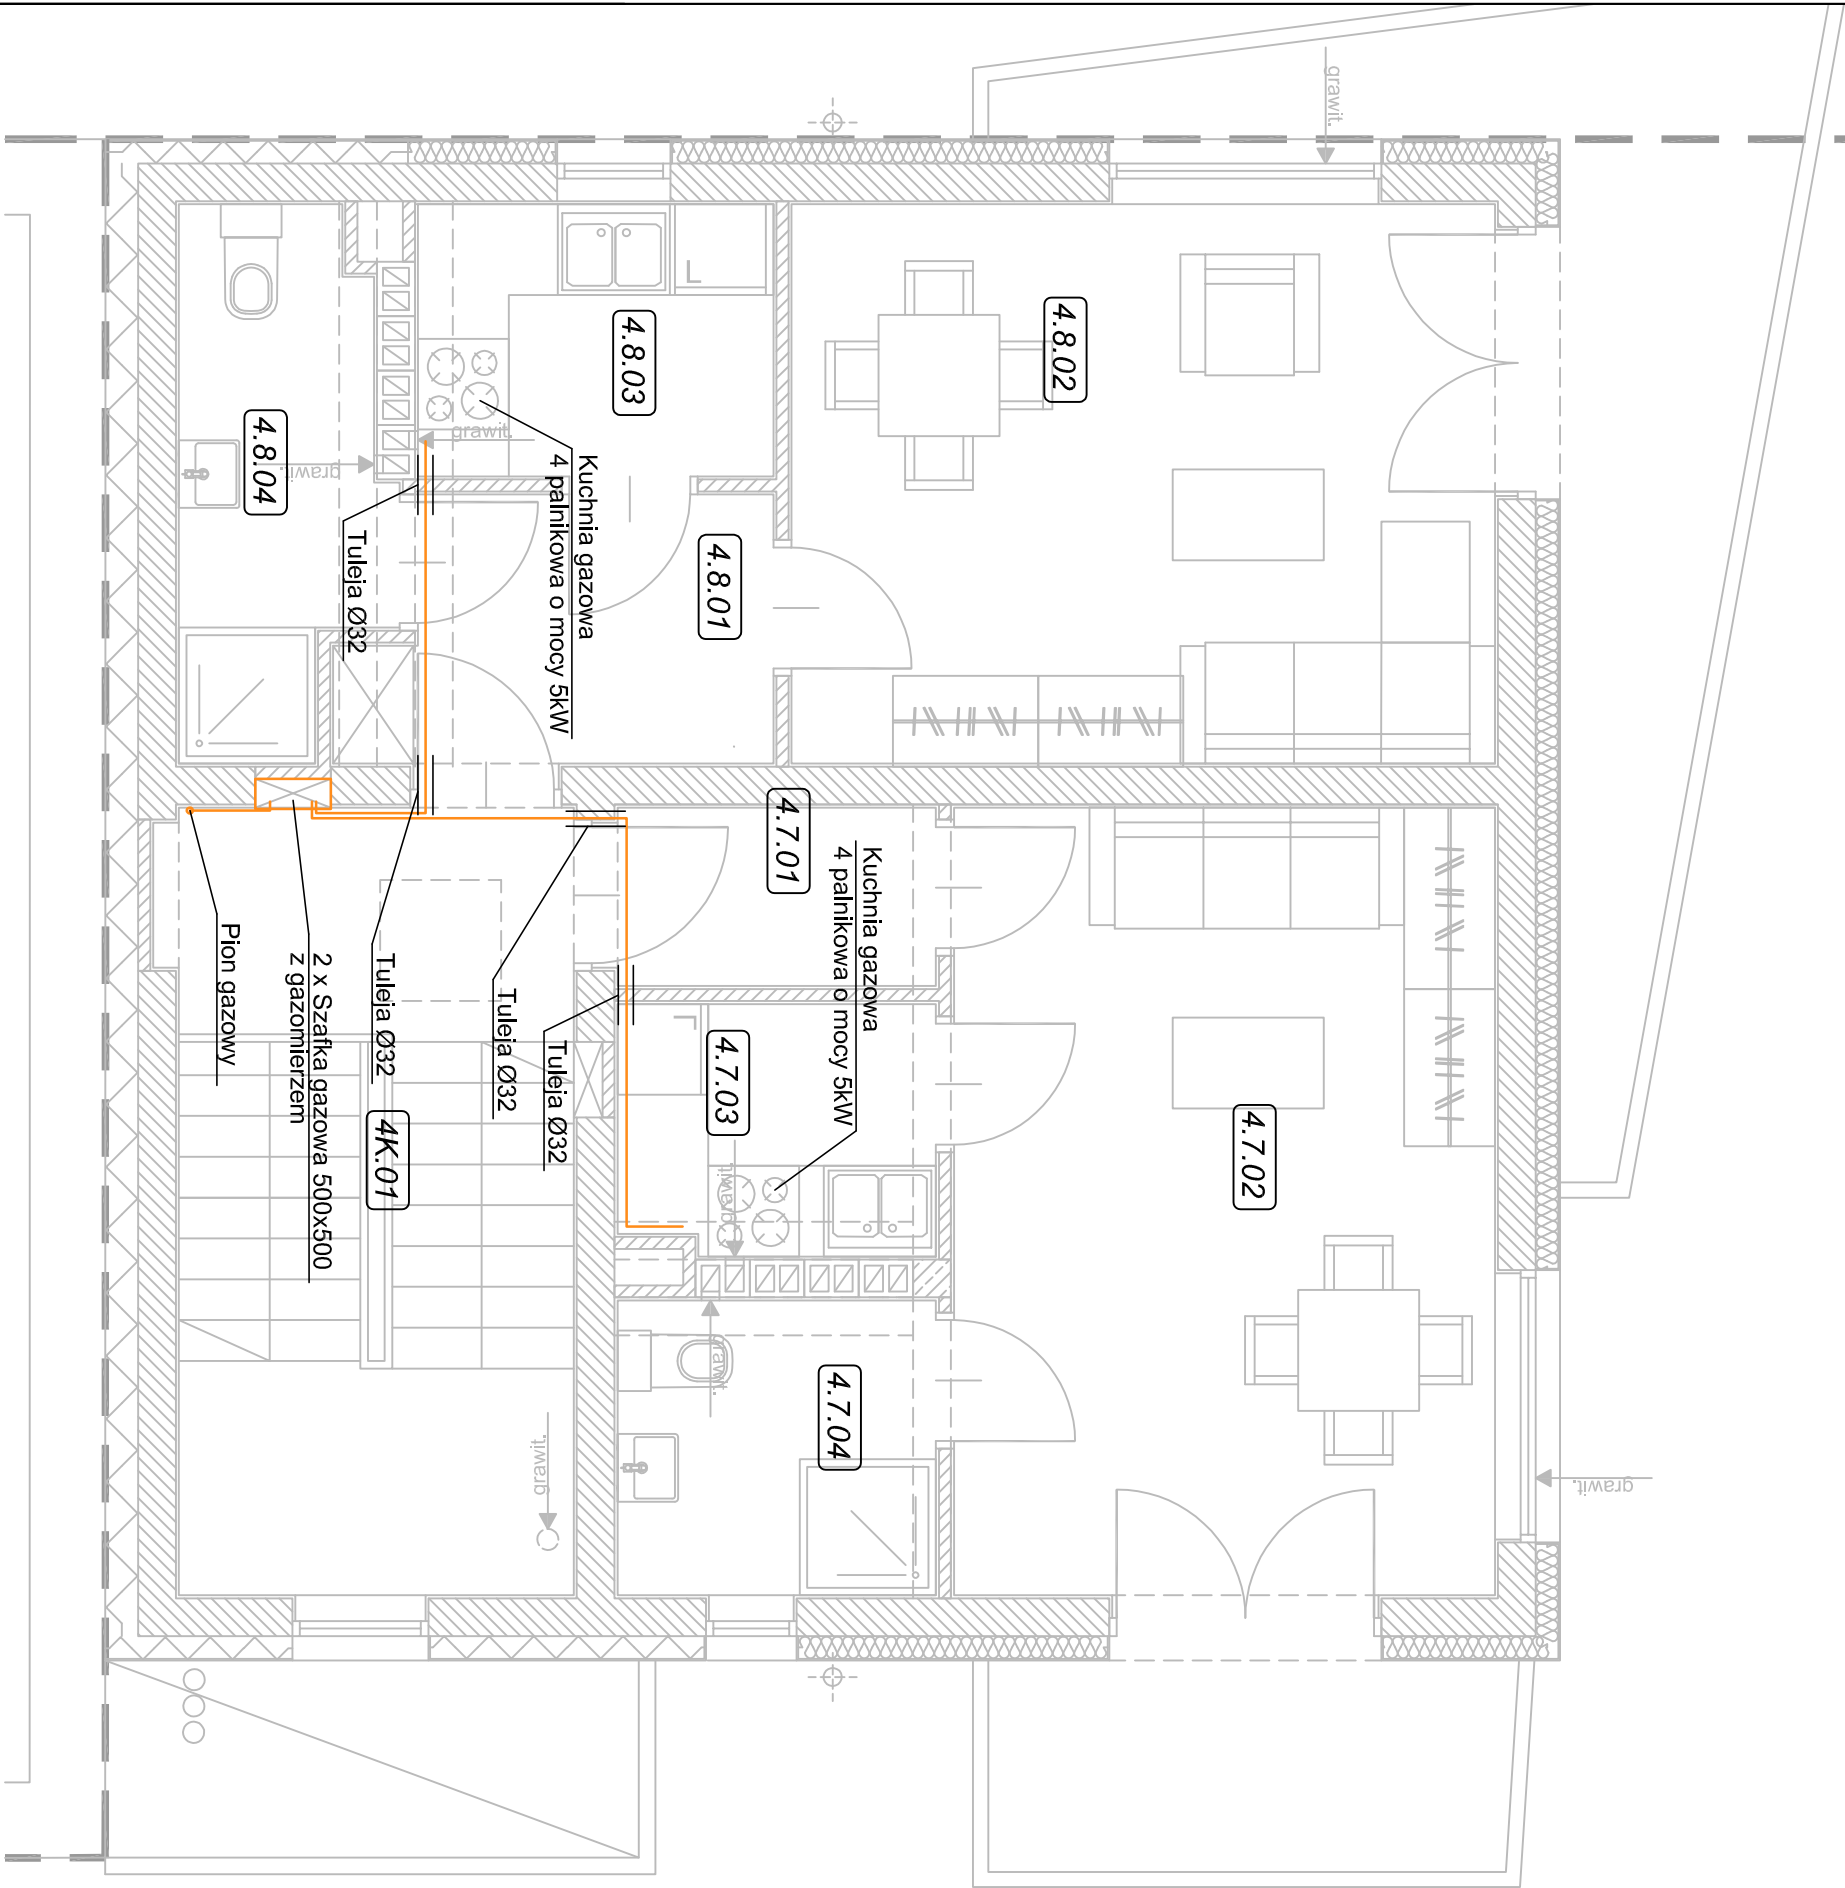 grawit.
4.8.02
4.8.03
4.8.04
grawit.
grawit.
Kuchnia gazowa
4 palnikowa o mocy 5kW
Tuleja Ø32
4.8.01
4.7.01
Kuchnia gazowa
4 palnikowa o mocy 5kW
Pion gazowy
2 x Szafka gazowa 500x500
z gazomierzem
Tuleja Ø32
Tuleja Ø32
Tuleja Ø32
4K.01
4.7.03
4.7.02
grawit.
grawit.
4.7.04
grawit.
grawit.